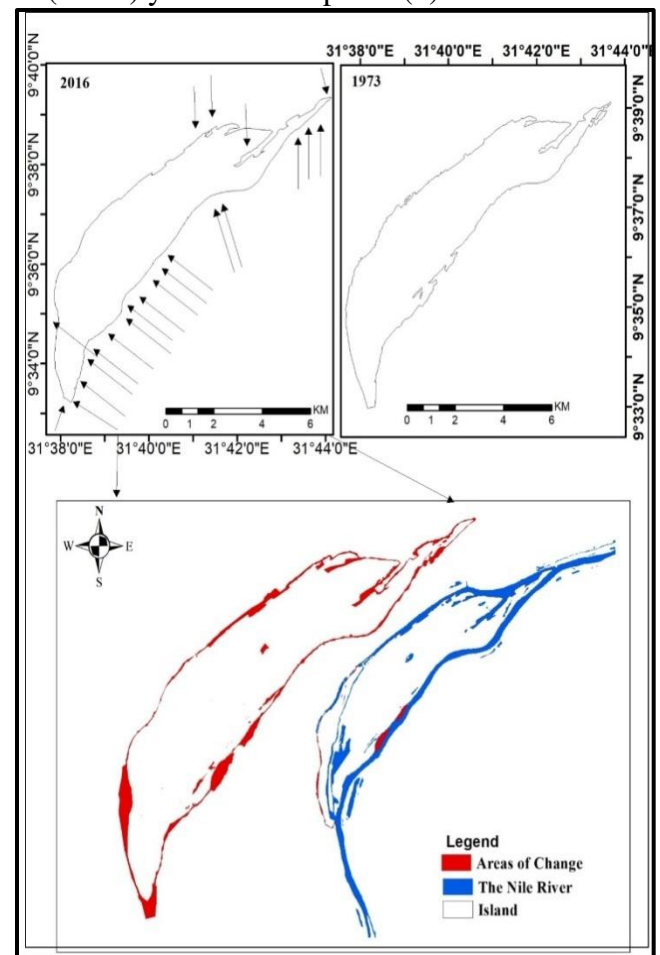 31°38'0"E 31°40'0"E 31°42'0"E 31°44'0"E
2016
1973
9°40'0"N
9°38'0"N
9°36'0"N
9°34'0"N
9°39'0"N
9°37'0"N
9°35'0"N
9°33'0"N
KM
0 1 2 4 6
KM
0 1 2 4 6
31°38'0"E 31°40'0"E 31°42'0"E 31°44'0"E
N
W E
S
Legend
Areas of Change
The Nile River
Island